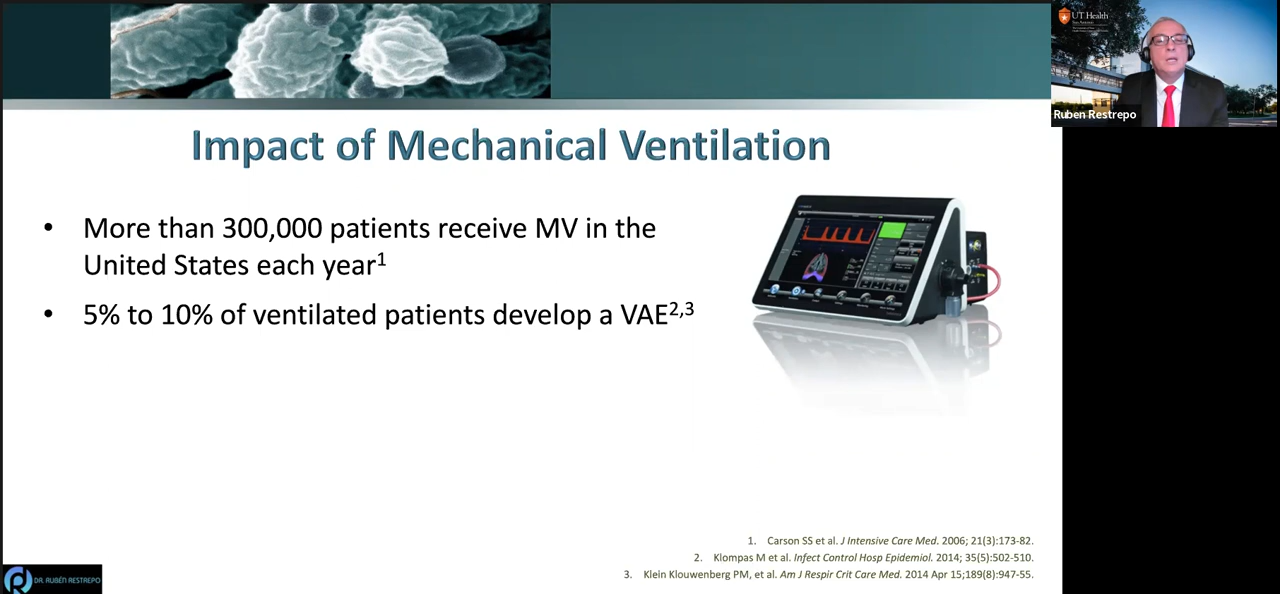 UT Health
San Antonio
Ruben Restrepo
Impact of Mechanical Ventilation
• More than 300,000 patients receive MV in the
United States each year1
• 5% to 10% of ventilated patients develop a VAE2,3
1. Carson SS et al. J Intensive Care Med. 2006; 21(3):173-82.
2. Klompas M et al. Infect Control Hosp Epidemiol. 2014; 35(5):502-510.
3. Klein Klouwenberg PM, et al. Am J Respir Crit Care Med. 2014 Apr 15;189(8):947-55.
DR. RUBÉN RESTREPO